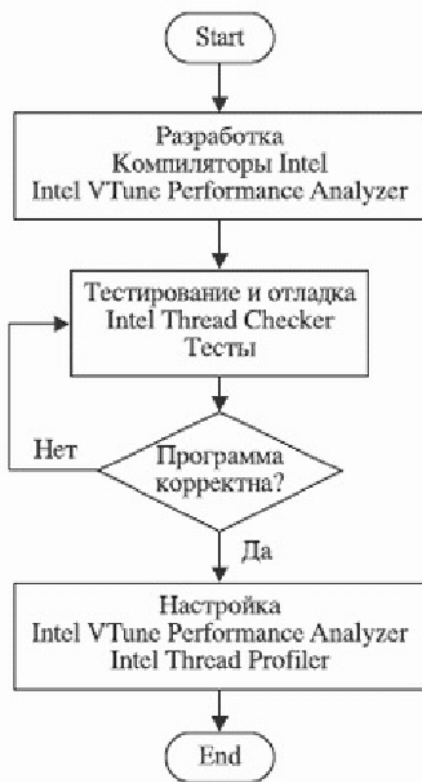 Start
Разработка
Компиляторы Intel
Intel VTune Performance Analyzer
Тестирование и отладка
Intel Thread Checker
Тесты
Нет
Программа
корректна?
Да
Настройка
Intel VTune Performance Analyzer
Intel Thread Profiler
End